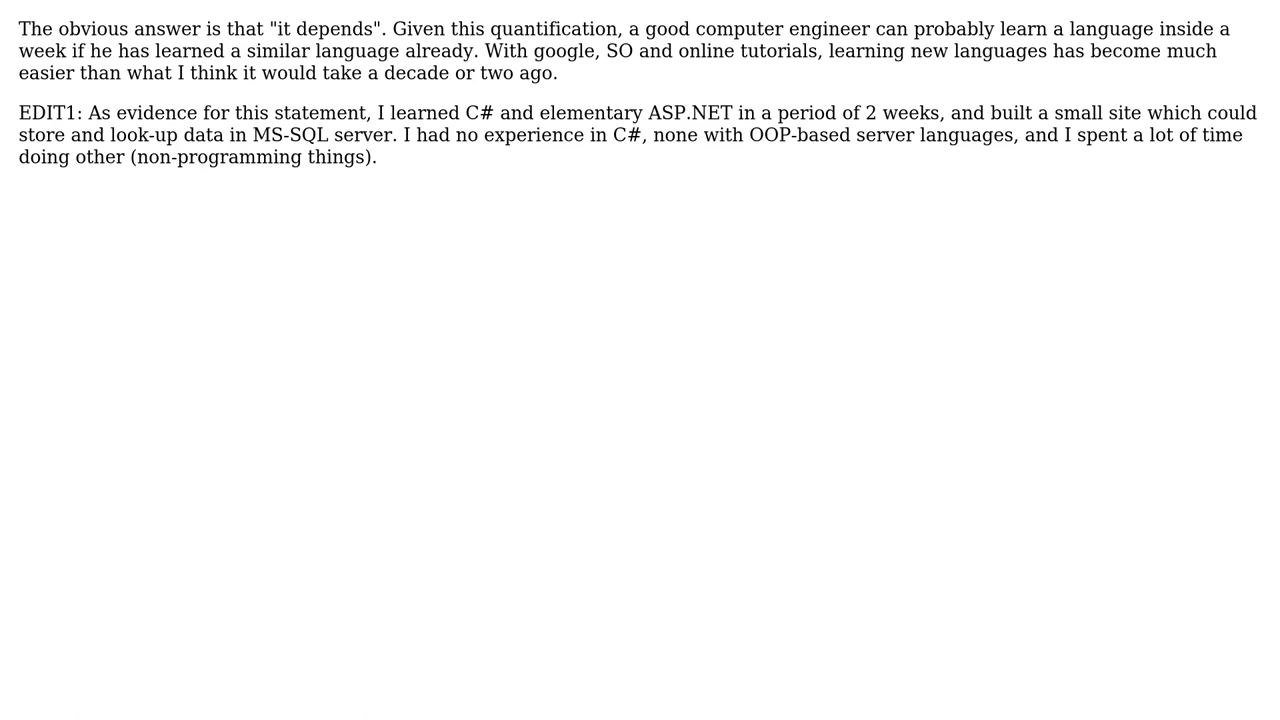 The obvious answer is that "it depends". Given this quantification, a good computer engineer can probably learn a language inside a
week if he has learned a similar language already. With google, SO and online tutorials, learning new languages has become much
easier than what I think it would take a decade or two ago.
EDIT1: As evidence for this statement, I learned C# and elementary ASP.NET in a period of 2 weeks, and built a small site which could
store and look-up data in MS-SQL server. I had no experience in C#, none with OOP-based server languages, and I spent a lot of time
doing other (non-programming things).